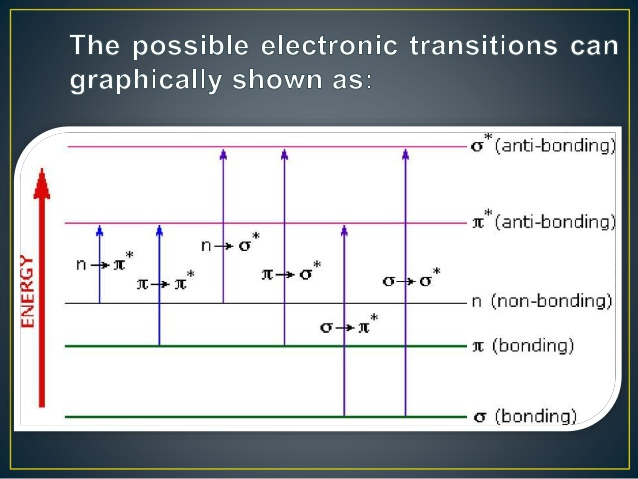 The possible electronic transitions can
graphically shown as:
σ* (anti-bonding)
π* (anti-bonding)
n→σ*
n→π*
π→σ*
σ→σ*
π→π*
ENERGY
n (non-bonding)
σ→π*
π (bonding)
σ (bonding)